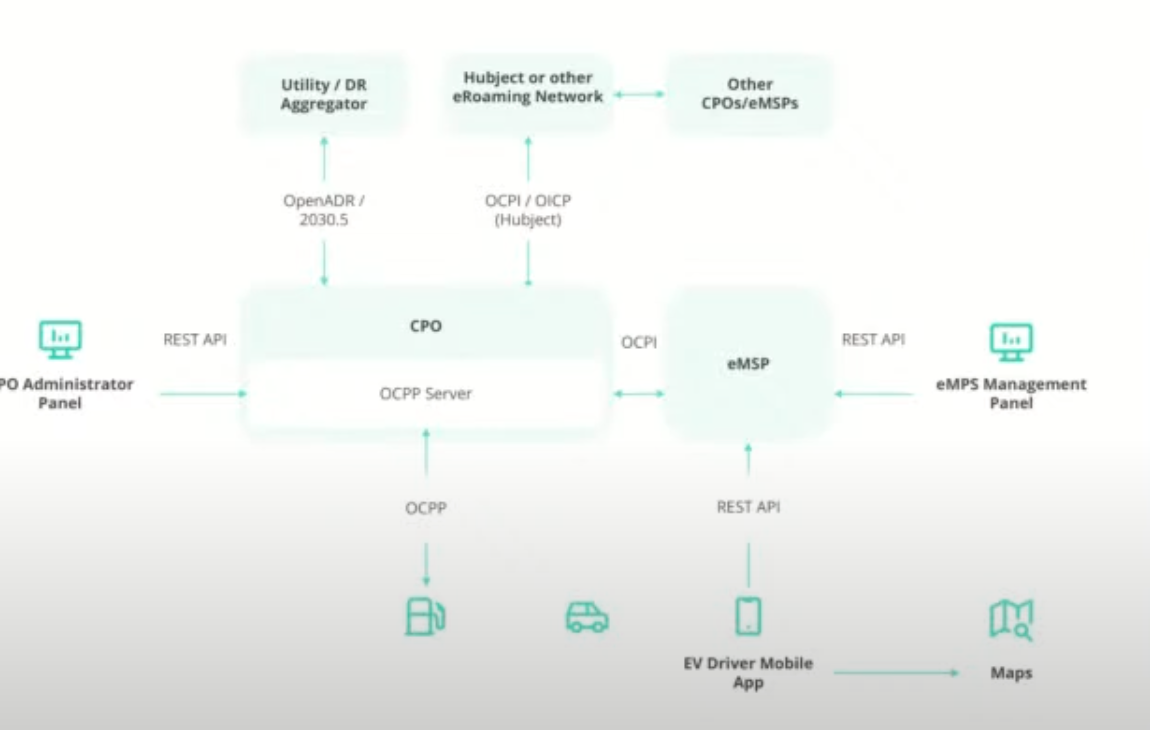 Utility / DR
Aggregator
Hubject or other
eRoaming Network
Other
CPOs/eMSPs
OpenADR /
2030.5
OCPI / OICP
(Hubject)
CPO
REST API
OCPI
REST API
eMSP
PO Administrator
Panel
OCPP Server
eMPS Management
Panel
OCPP
REST API
EV Driver Mobile
App
Maps